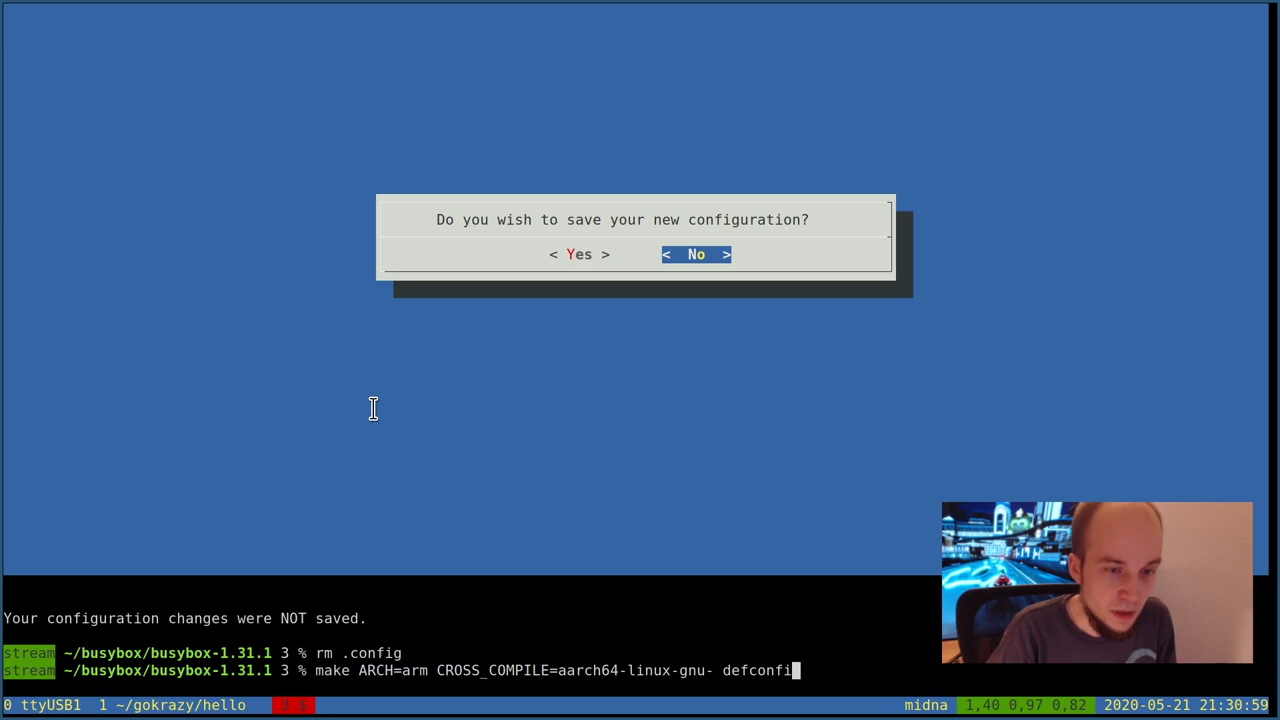 Do you wish to save your new configuration?
< Yes > < No >
Your configuration changes were NOT saved.
stream ~/busybox/busybox-1.31.1 3 % rm .config
stream ~/busybox/busybox-1.31.1 3 % make ARCH=arm CROSS_COMPILE=aarch64-linux-gnu- defconfi
0 ttyUSB1 1 ~/gokrazy/hello 3 $ midna 1,40 0,97 0,82 2020-05-21 21:30:59